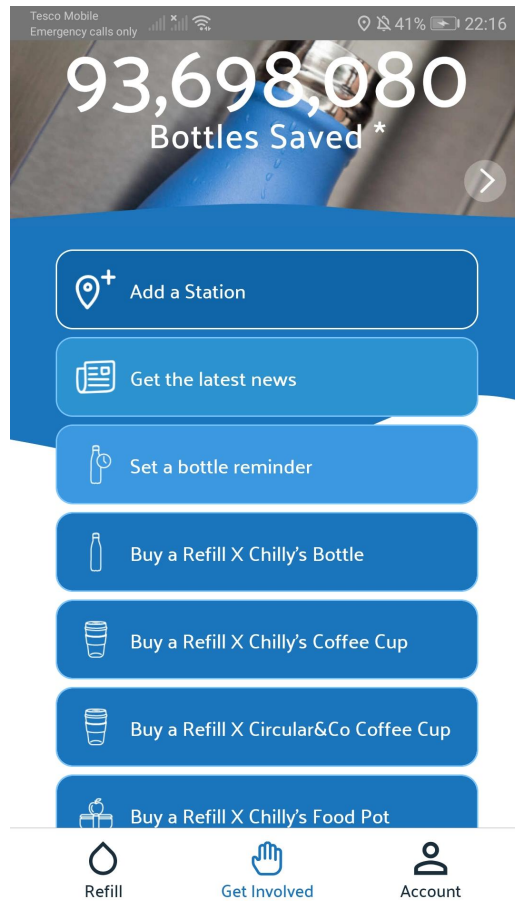 Tesco Mobile
Emergency calls only
41% 22:16
93,698,080
Bottles Saved *
Add a Station
Get the latest news
Set a bottle reminder
Buy a Refill X Chilly's Bottle
Buy a Refill X Chilly's Coffee Cup
Buy a Refill X Circular&Co Coffee Cup
Buy a Refill X Chilly's Food Pot
Refill
Get Involved
Account